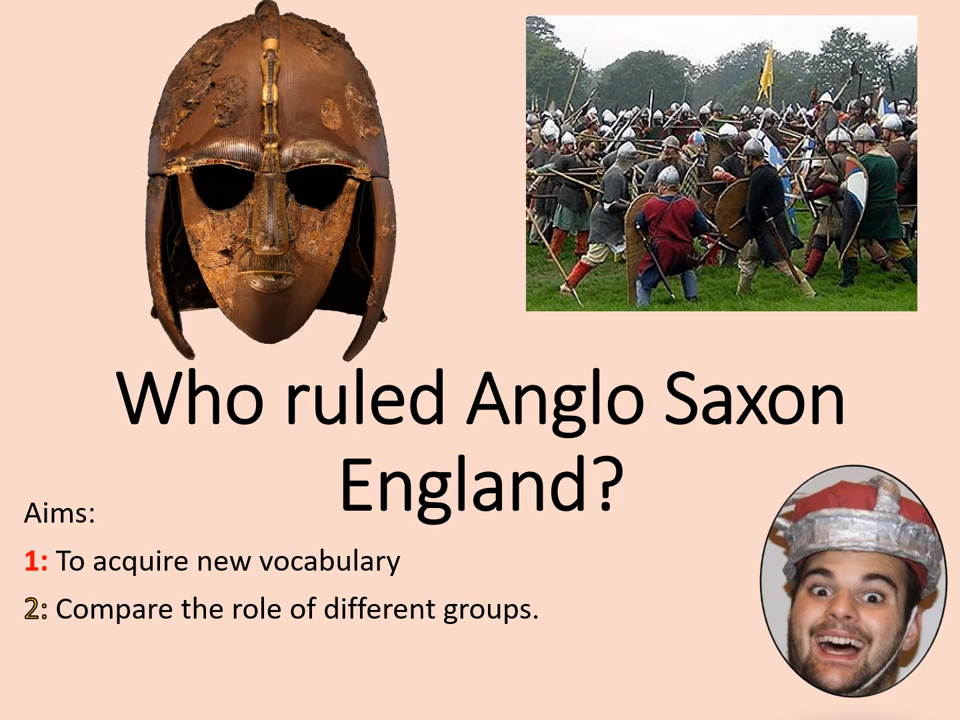 Who ruled Anglo Saxon
England?
Aims:
1: To acquire new vocabulary
2: Compare the role of different groups.